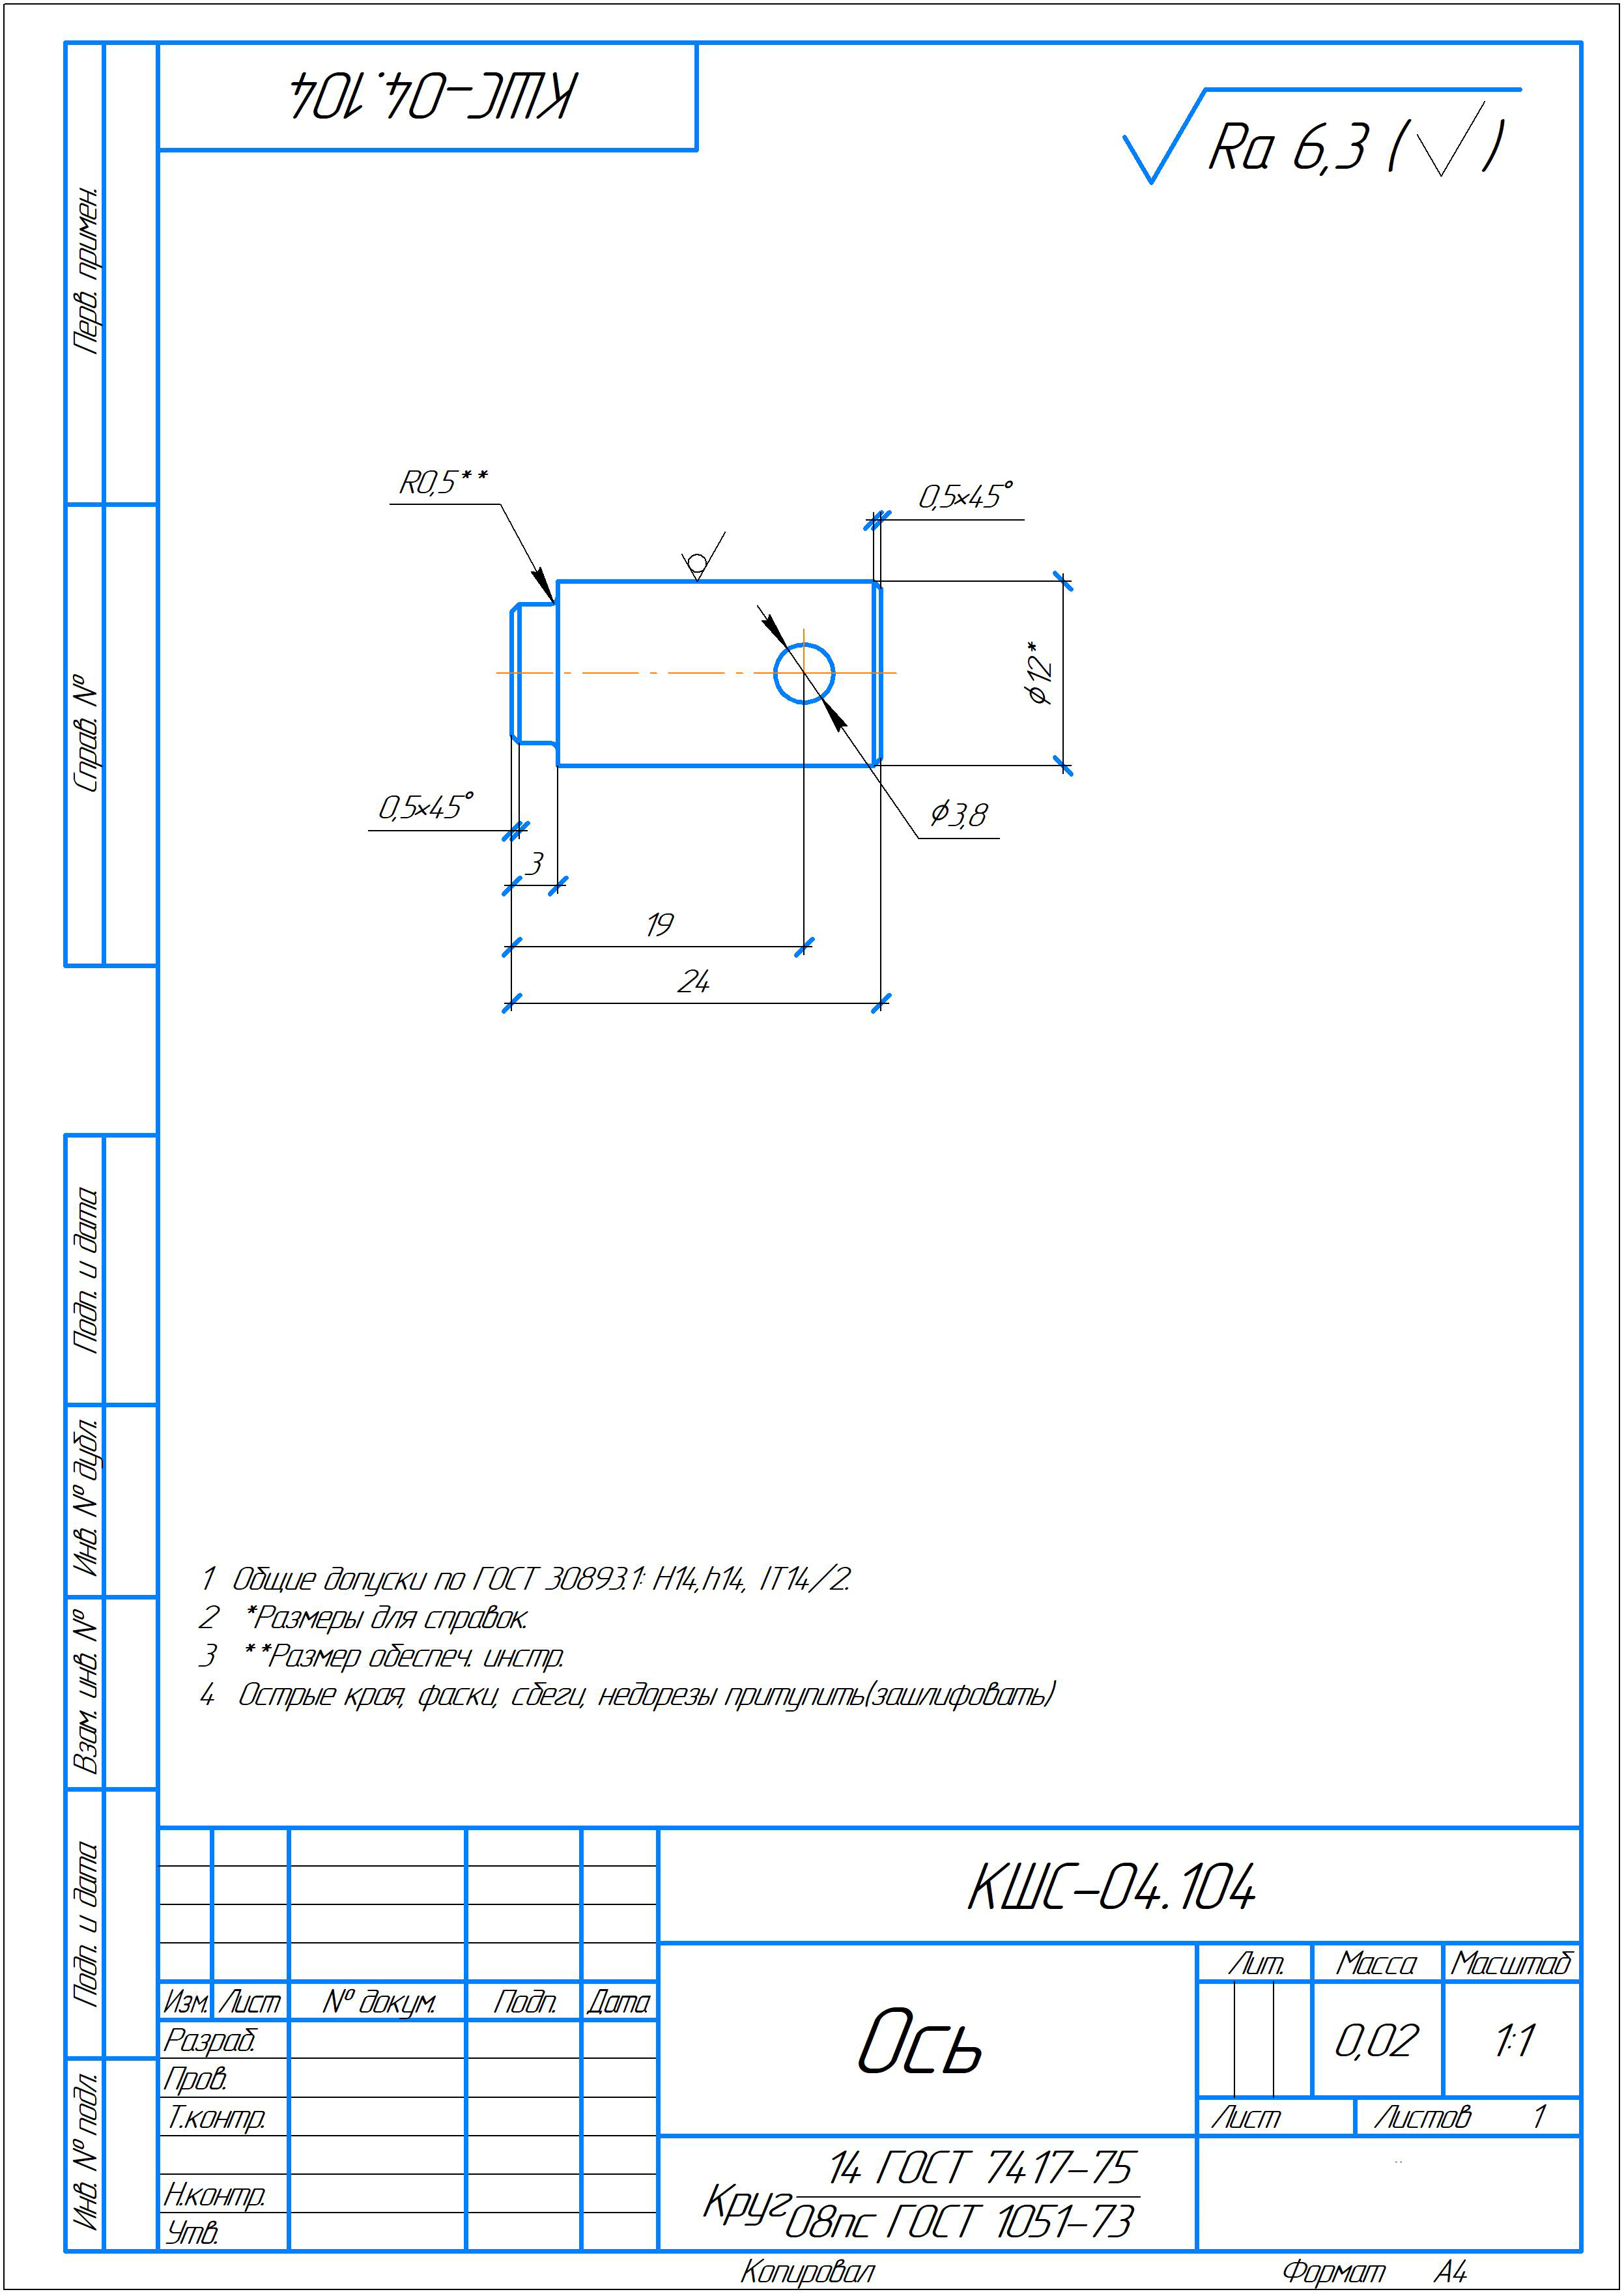 КШС-04.104
Ra 6,3 (√)
Перв. примен.
Справ. №
Подп. и дата
Инв. № дубл.
Взам. инв. №
Подп. и дата
Инв. № подл.
R0,5**
0,5×45°
ϕ12*
0,5×45°
ϕ3,8
3
19
24
1 Общие допуски по ГОСТ 30893.1: H14,h14, IT14/2.
2 *Размеры для справок.
3 **Размер обеспеч. инстр.
4 Острые края, фаски, сбеги, недорезы притупить(зашлифовать)
КШС-04.104
Лит. Масса Масштаб
Изм. Лист № докум. Подп. Дата
Разраб.
Пров.
Т.контр.
Н.контр.
Утв.
Ось
0,02 1:1
Лист Листов 1
Круг 14 ГОСТ 7417-75
08пс ГОСТ 1051-73
Копировал Формат А4